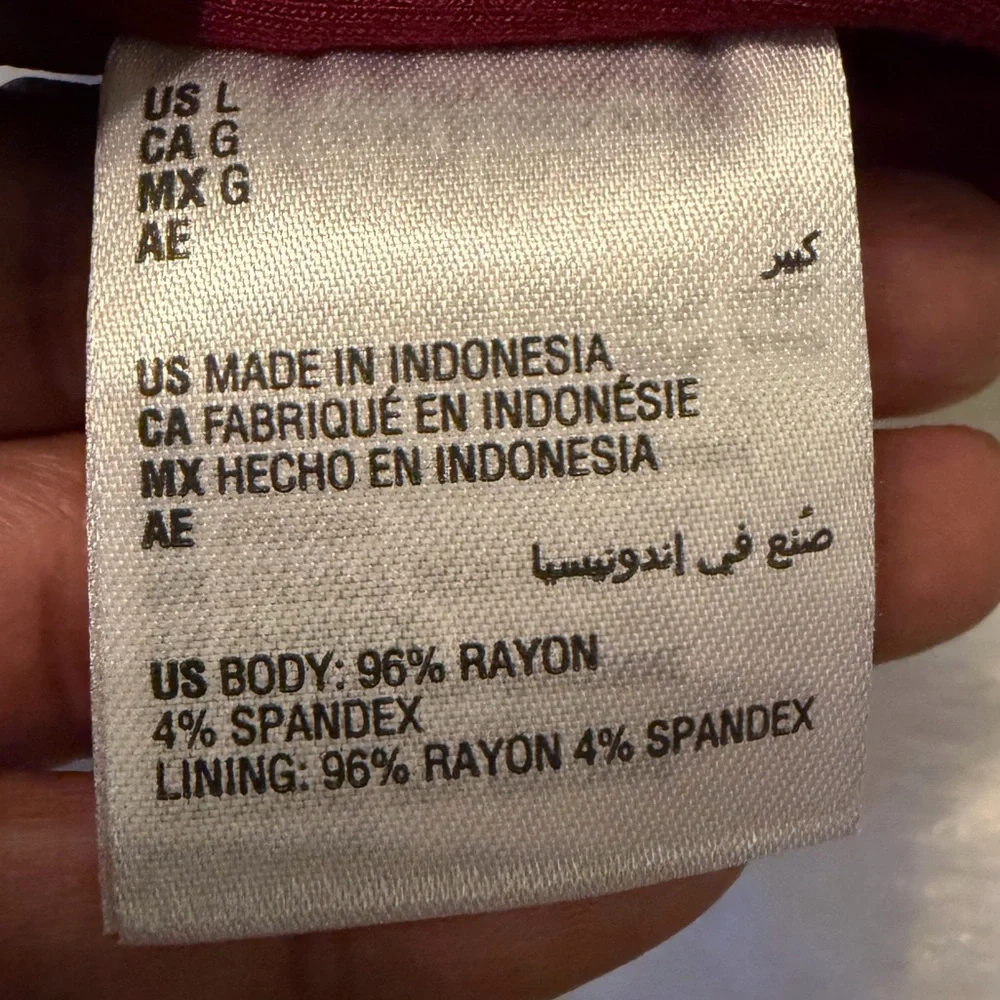 US L
CA G
MX G
AE
كبير
US MADE IN INDONESIA
CA FABRIQUÉ EN INDONÉSIE
MX HECHO EN INDONESIA
AE
صُنع في إندونيسيا
US BODY: 96% RAYON
4% SPANDEX
LINING: 96% RAYON 4% SPANDEX